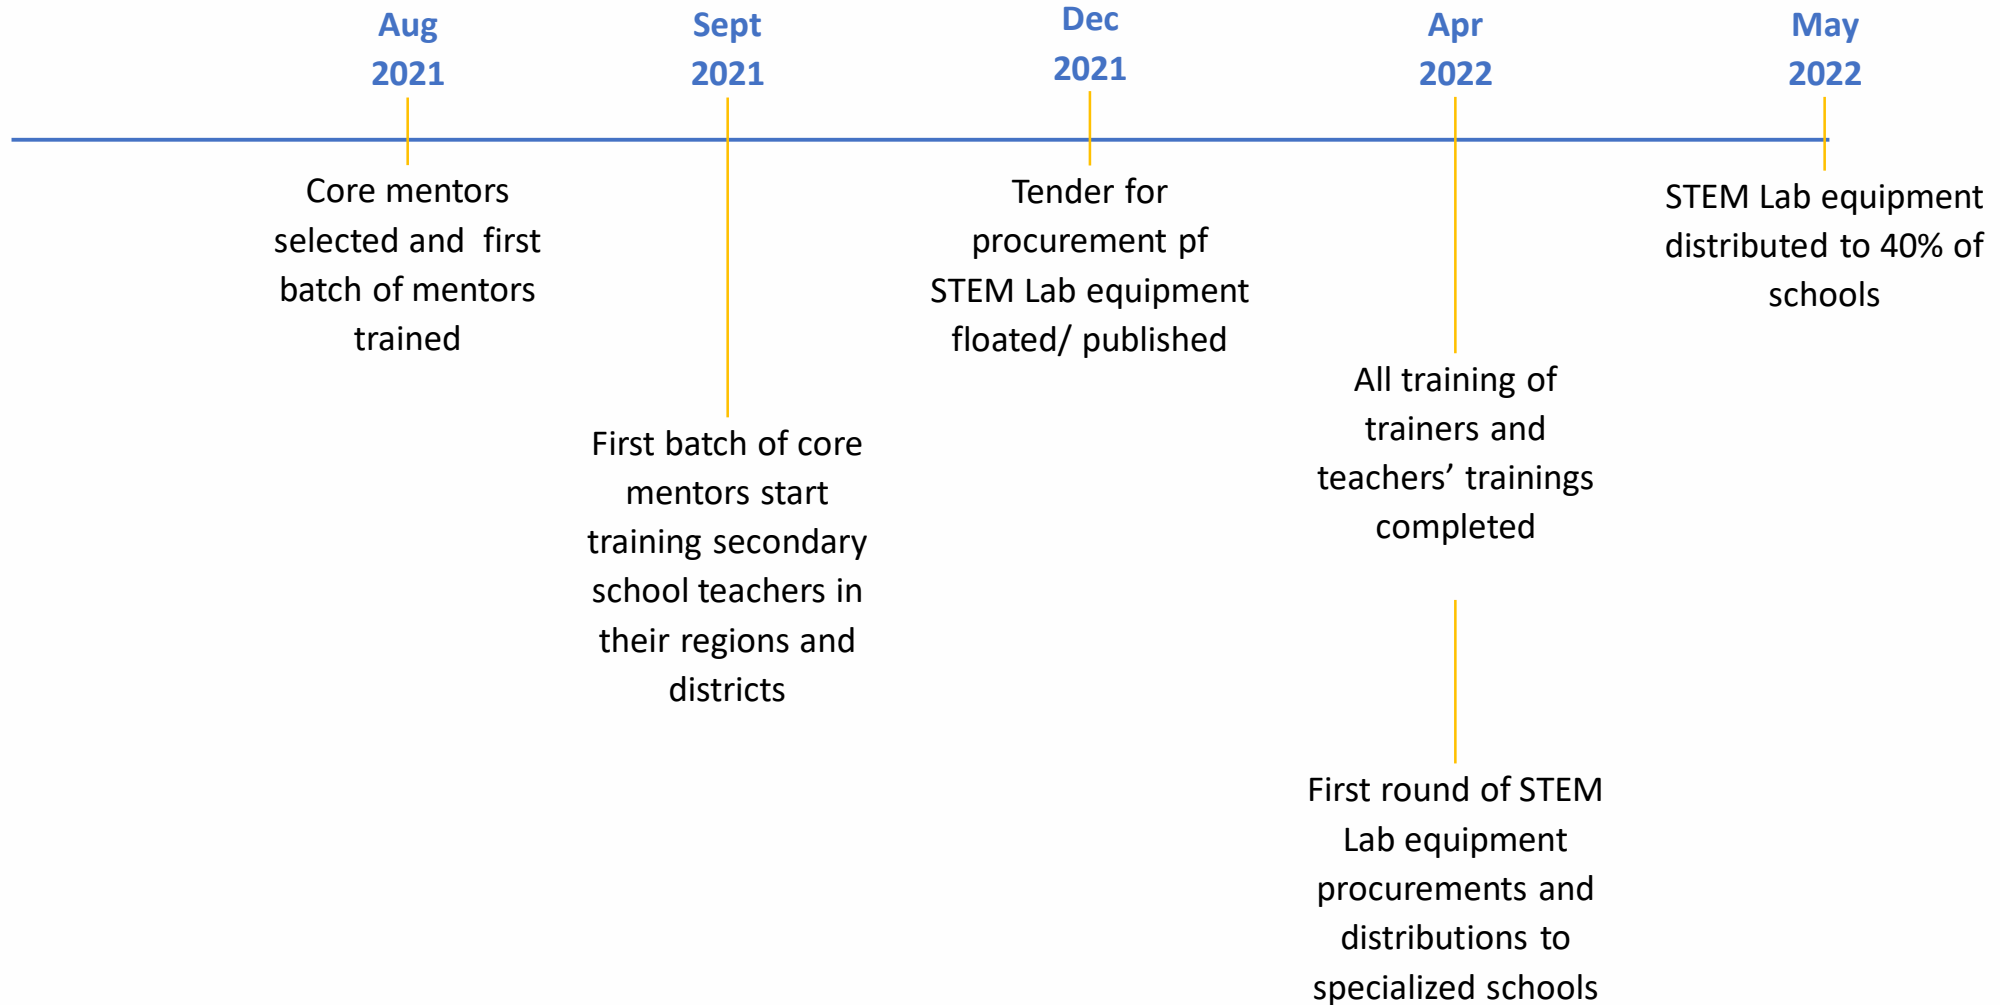 Aug
2021
Sept
2021
Dec
2021
Apr
2022
May
2022
Core mentors
selected and  first
batch of mentors
trained
First batch of core
mentors start
training secondary
school teachers in
their regions and
districts
Tender for
procurement pf
STEM Lab equipment
floated/ published
All training of
trainers and
teachers’ trainings
completed
First round of STEM
Lab equipment
procurements and
distributions to
specialized schools
STEM Lab equipment
distributed to 40% of
schools